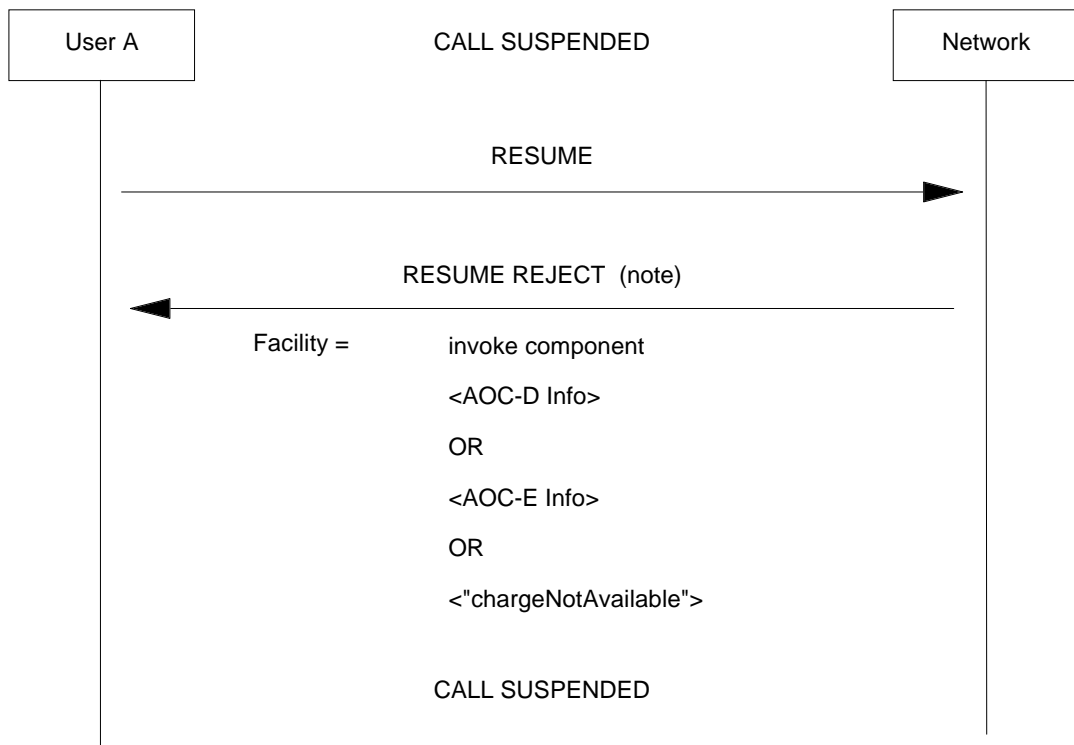 User A
CALL SUSPENDED
Network
RESUME
RESUME REJECT (note)
Facility =
invoke component
<AOC-D Info>
OR
<AOC-E Info>
OR
<"chargeNotAvailable">
CALL SUSPENDED